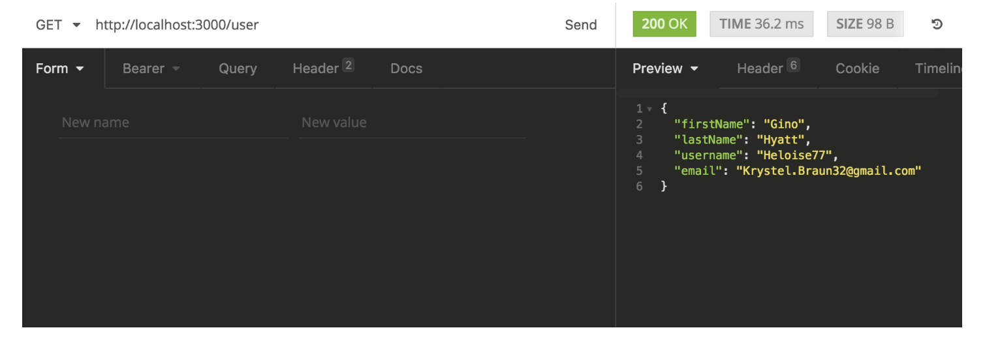 GET http://localhost:3000/user Send 200 OK TIME 36.2 ms SIZE 98 B
Form Bearer Query Header 2 Docs Preview Header 6 Cookie Timelin
New name New value
1 {
2 "firstName": "Gino",
3 "lastName": "Hyatt",
4 "username": "Heloise77",
5 "email": "Krystel.Braun32@gmail.com"
6 }